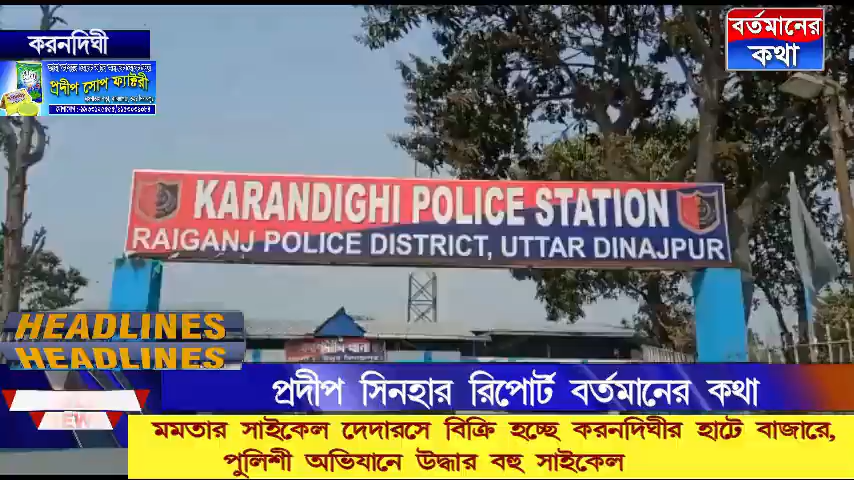 করনদিঘী
বর্তমানের
কথা
প্রদীপ সোপ ফ্যাক্টরী
KARANDIGHI POLICE STATION
RAIGANJ POLICE DISTRICT, UTTAR DINAJPUR
HEADLINES
HEADLINES
প্রদীপ সিনহার রিপোর্ট বর্তমানের কথা
NEW
মমতার সাইকেল দেদারসে বিক্রি হচ্ছে করনদিঘীর হাটে বাজারে,
পুলিশী অভিযানে উদ্ধার বহু সাইকেল